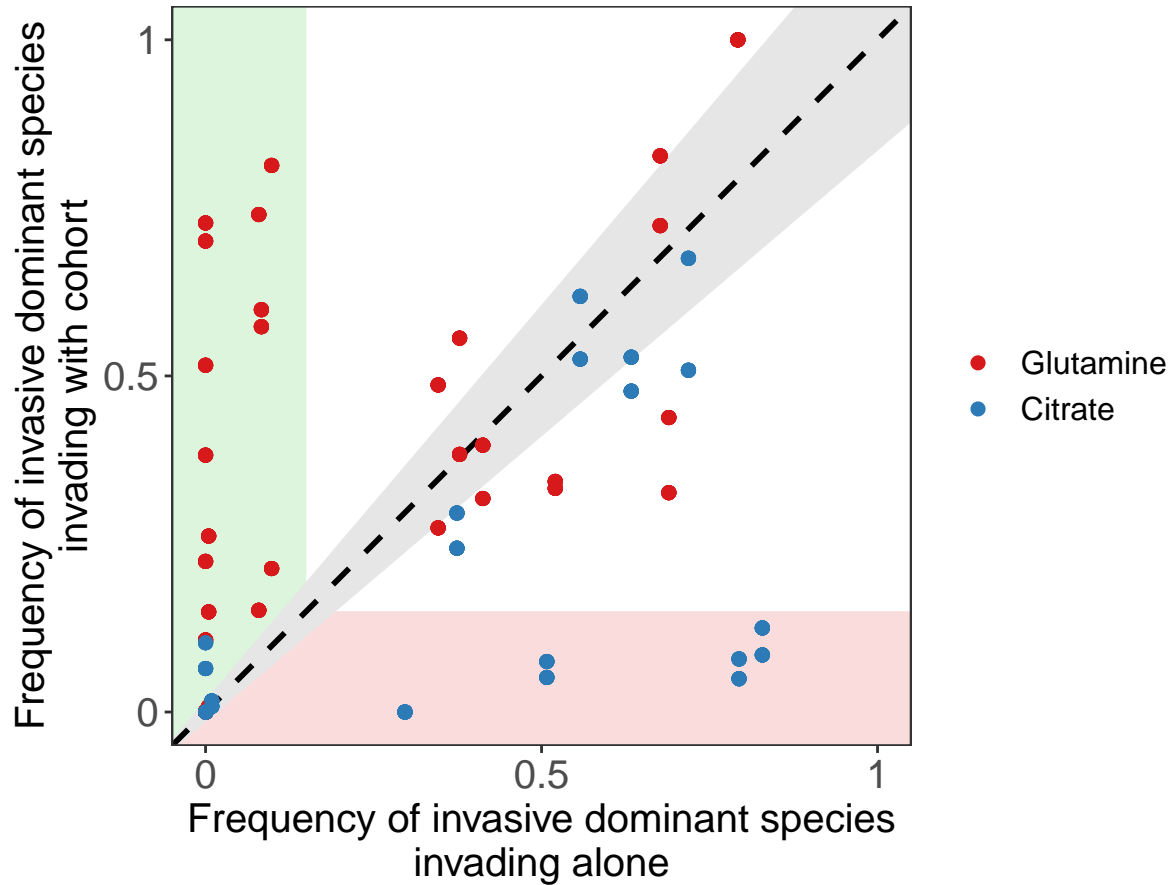 Frequency of invasive dominant species
invading with cohort
1
0.5
0
0
0.5
1
Frequency of invasive dominant species
invading alone
Glutamine
Citrate